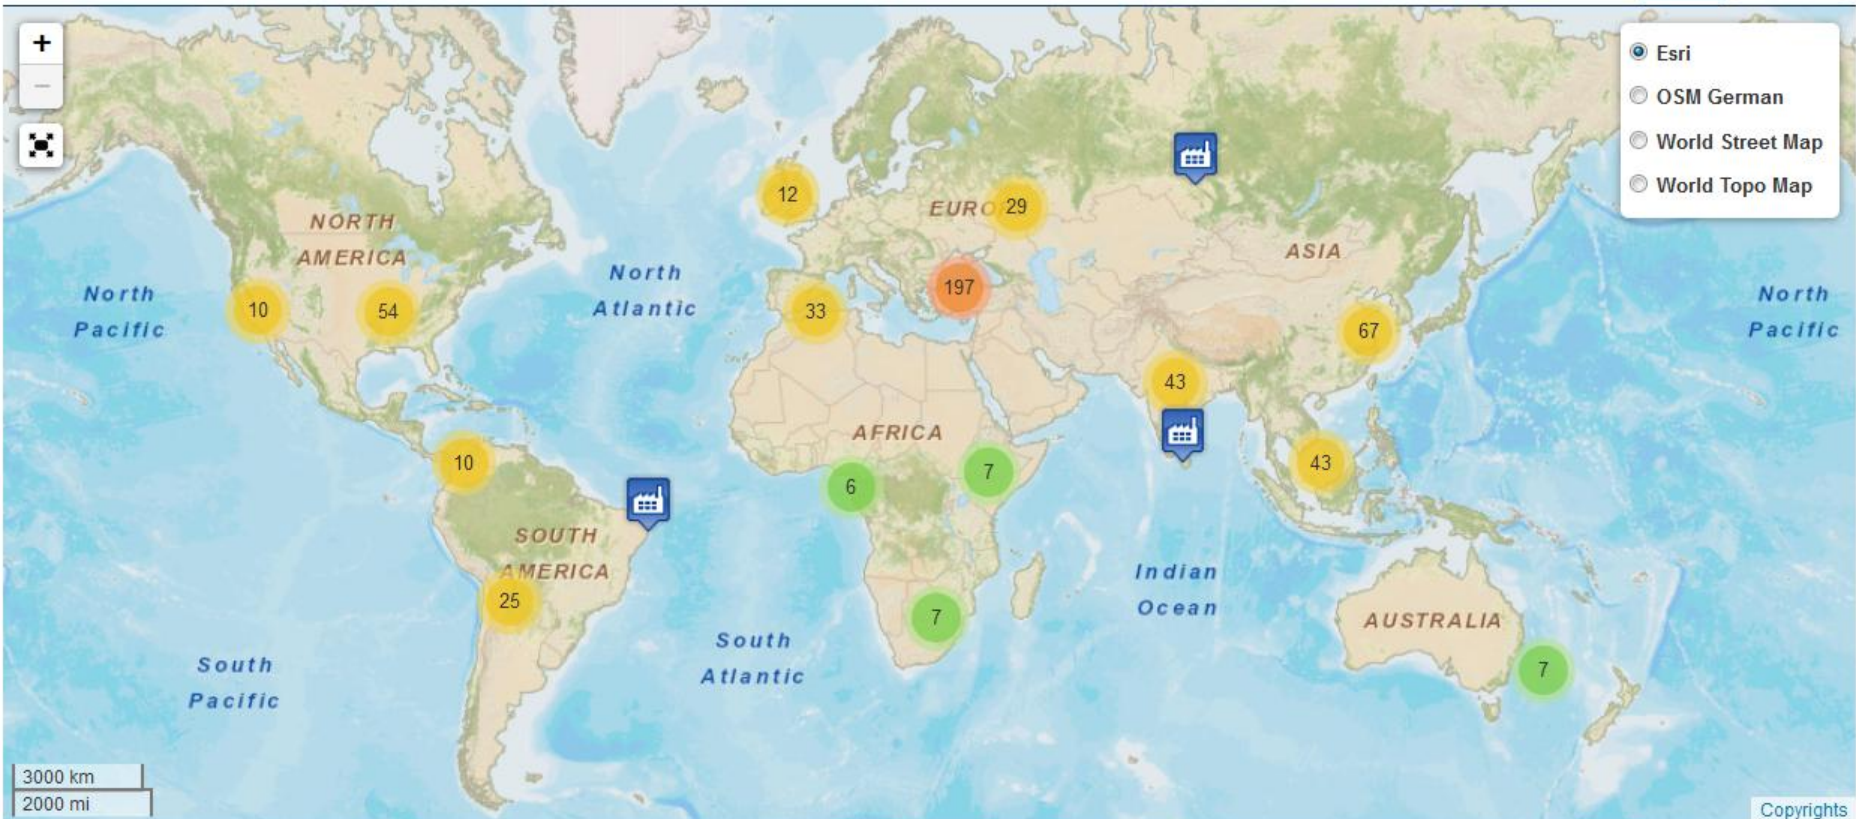 +
Esri
−
OSM German
World Street Map
World Topo Map
12
29
EURO
NORTH
AMERICA
ASIA
North
Atlantic
197
North
Pacific
North
Pacific
10
54
33
67
43
AFRICA
10
6
7
43
SOUTH
AMERICA
25
Indian
Ocean
7
AUSTRALIA
South
Atlantic
South
Pacific
7
3000 km
2000 mi
Copyrights